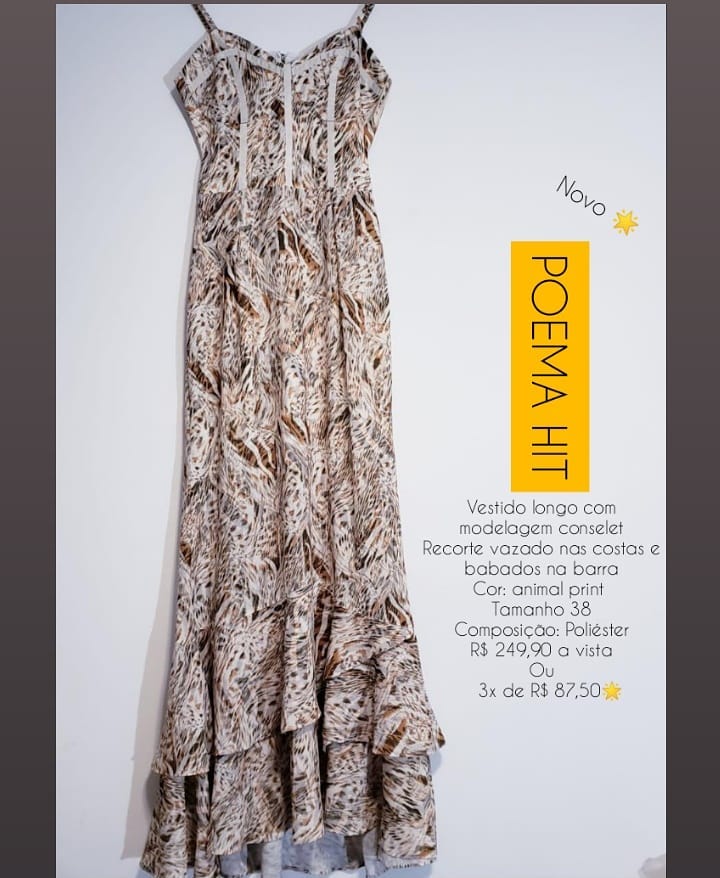 Novo
POEMA HIT
Vestido longo com
modelagem conselet
Recorte vazado nas costas e
babados na barra
Cor: animal print
Tamanho 38
Composição: Poliéster
R$ 249,90 a vista
Ou
3x de R$ 87,50